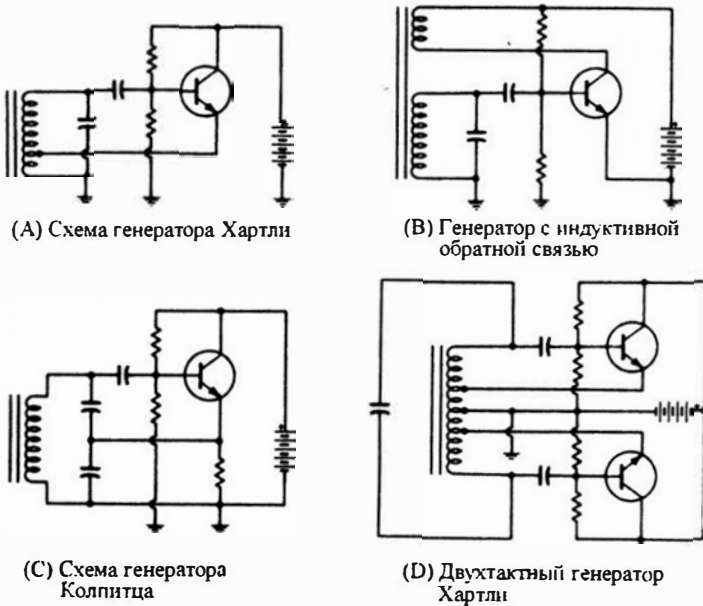 (A) Схема генератора Хартли
(B) Генератор с индуктивной
обратной связью
(C) Схема генератора
Колпитца
(D) Двухтактный генератор
Хартли